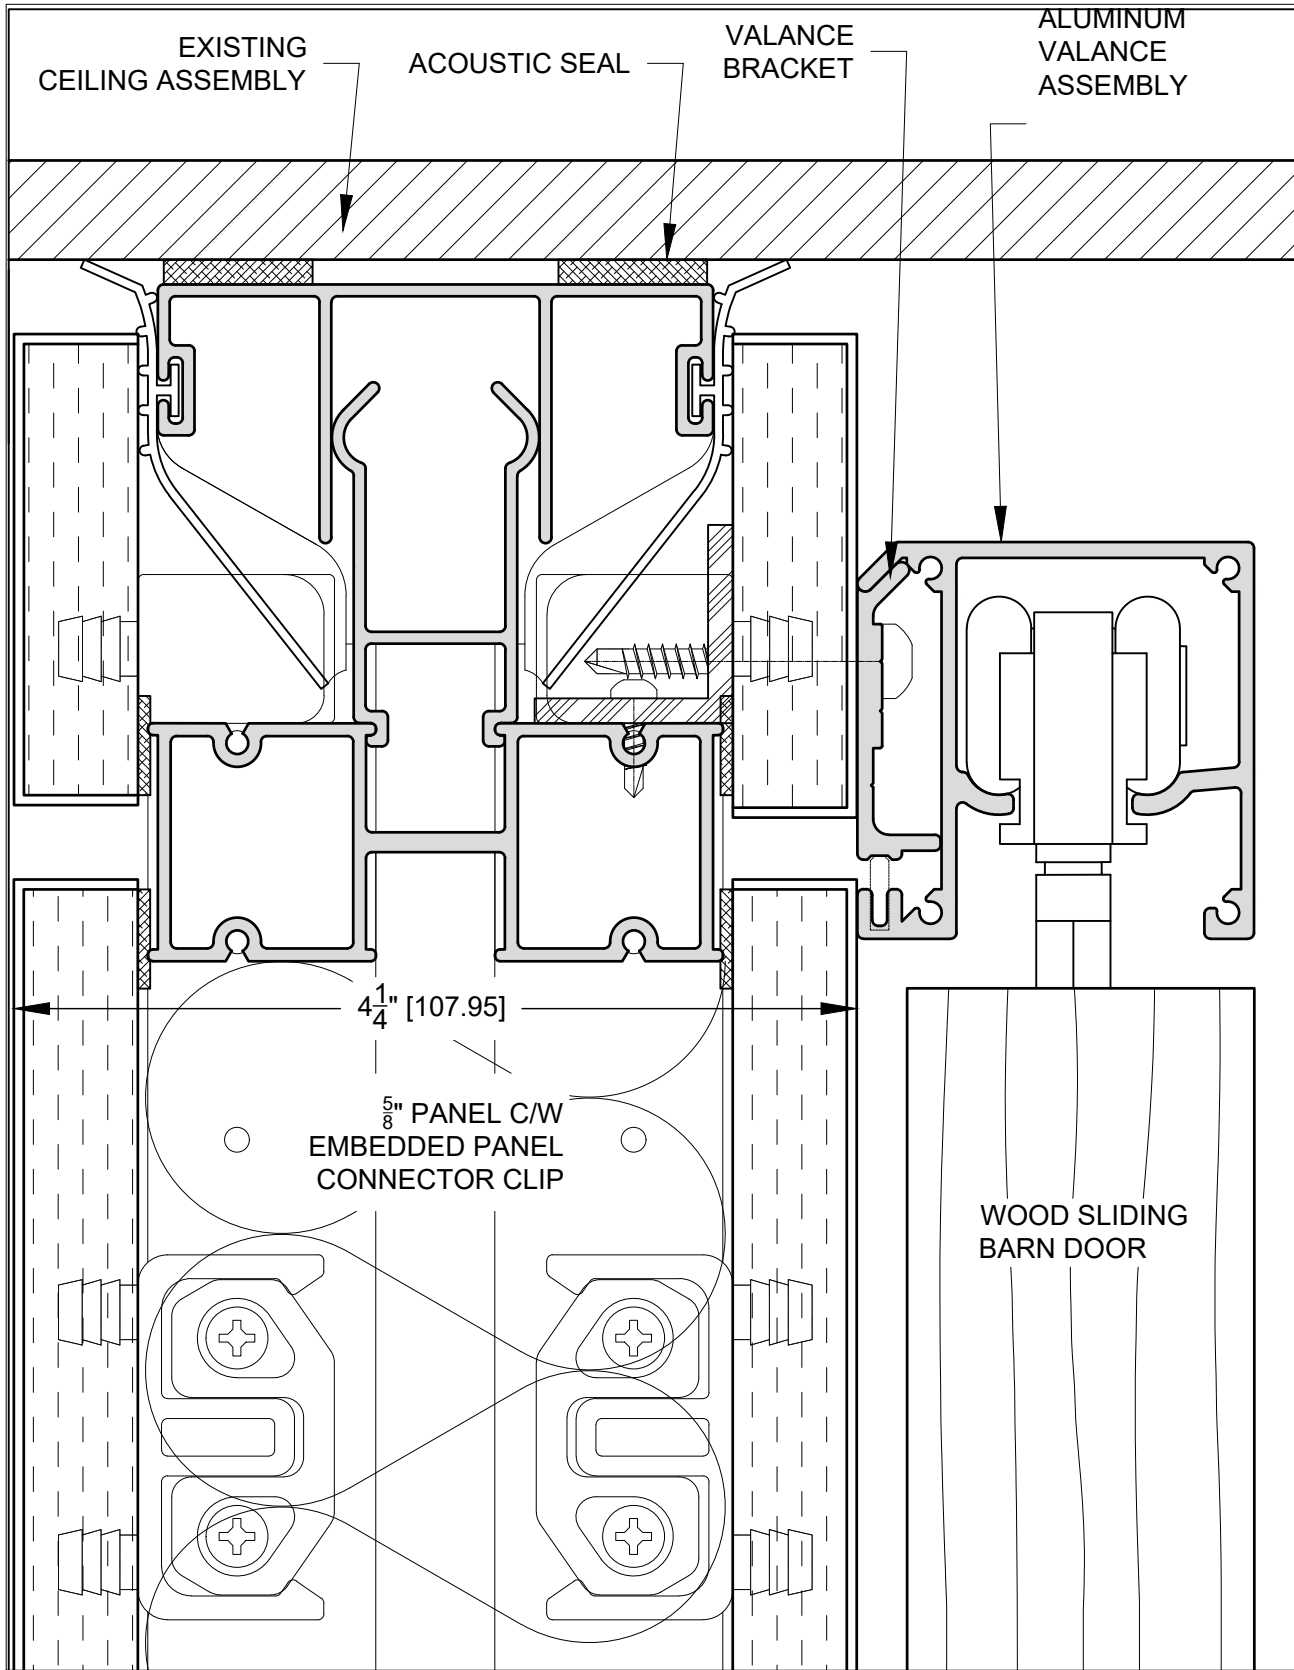 EXISTING
CEILING ASSEMBLY
ACOUSTIC SEAL
VALANCE
BRACKET
ALUMINUM
VALANCE
ASSEMBLY
4 1/4" [107.95]
5/8" PANEL C/W
EMBEDDED PANEL
CONNECTOR CLIP
WOOD SLIDING
BARN DOOR